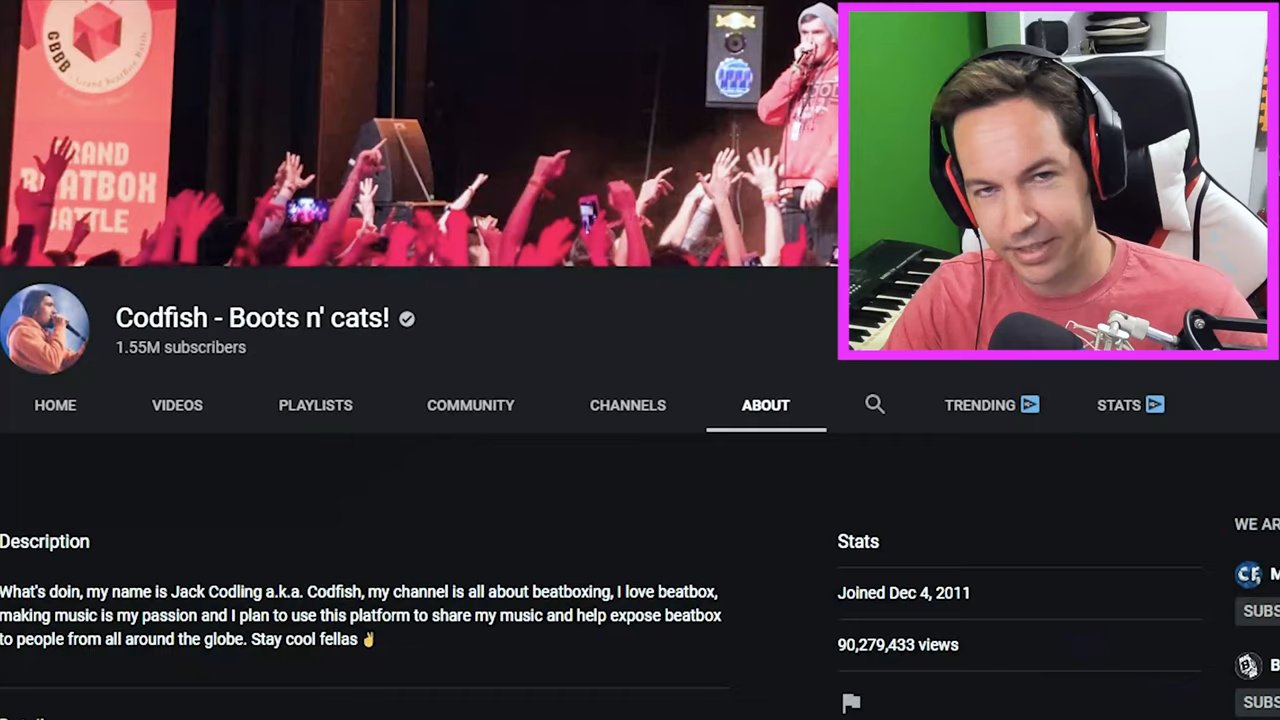 GBBB
GRAND
BEATBOX
BATTLE
Codfish - Boots n' cats!
1.55M subscribers
HOME VIDEOS PLAYLISTS COMMUNITY CHANNELS ABOUT TRENDING STATS
Description
Stats
WE AR
What's doin, my name is Jack Codling a.k.a. Codfish, my channel is all about beatboxing, I love beatbox,
making music is my passion and I plan to use this platform to share my music and help expose beatbox
to people from all around the globe. Stay cool fellas ✌
Joined Dec 4, 2011
90,279,433 views
CF M
SUBS
B
SUBS